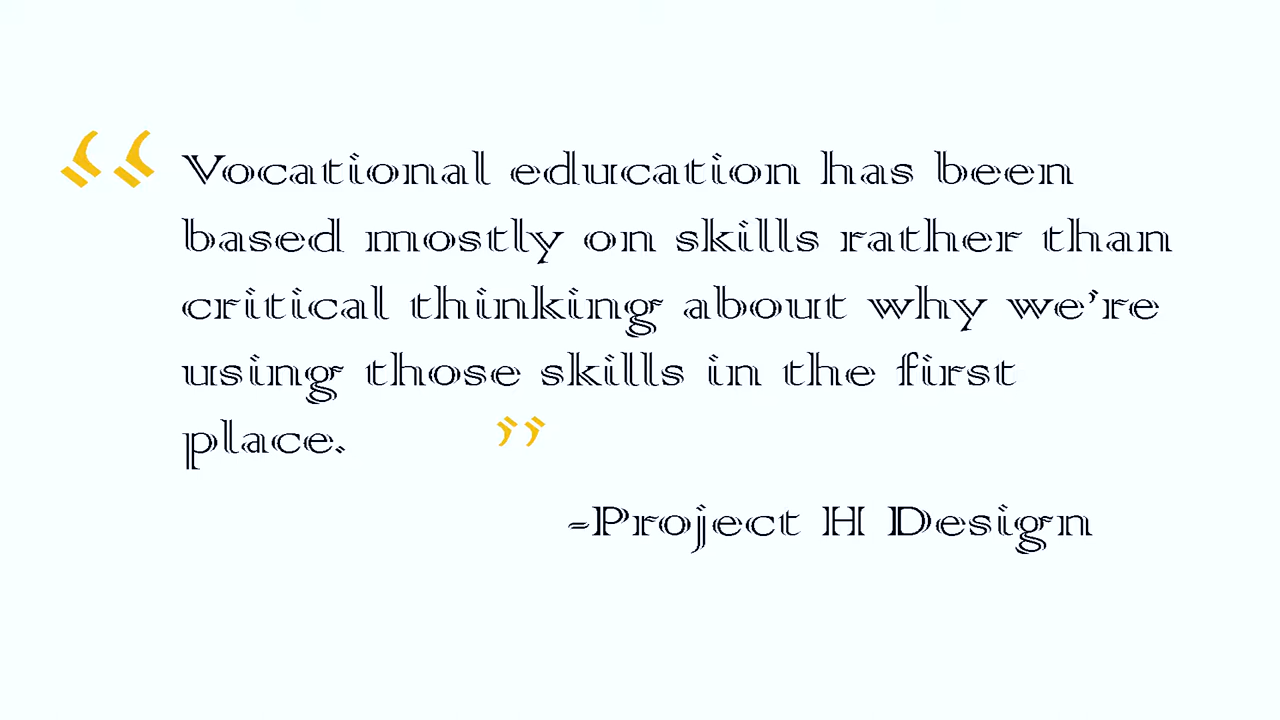 “Vocational education has been
based mostly on skills rather than
critical thinking about why we’re
using those skills in the first
place. ”
-Project H Design